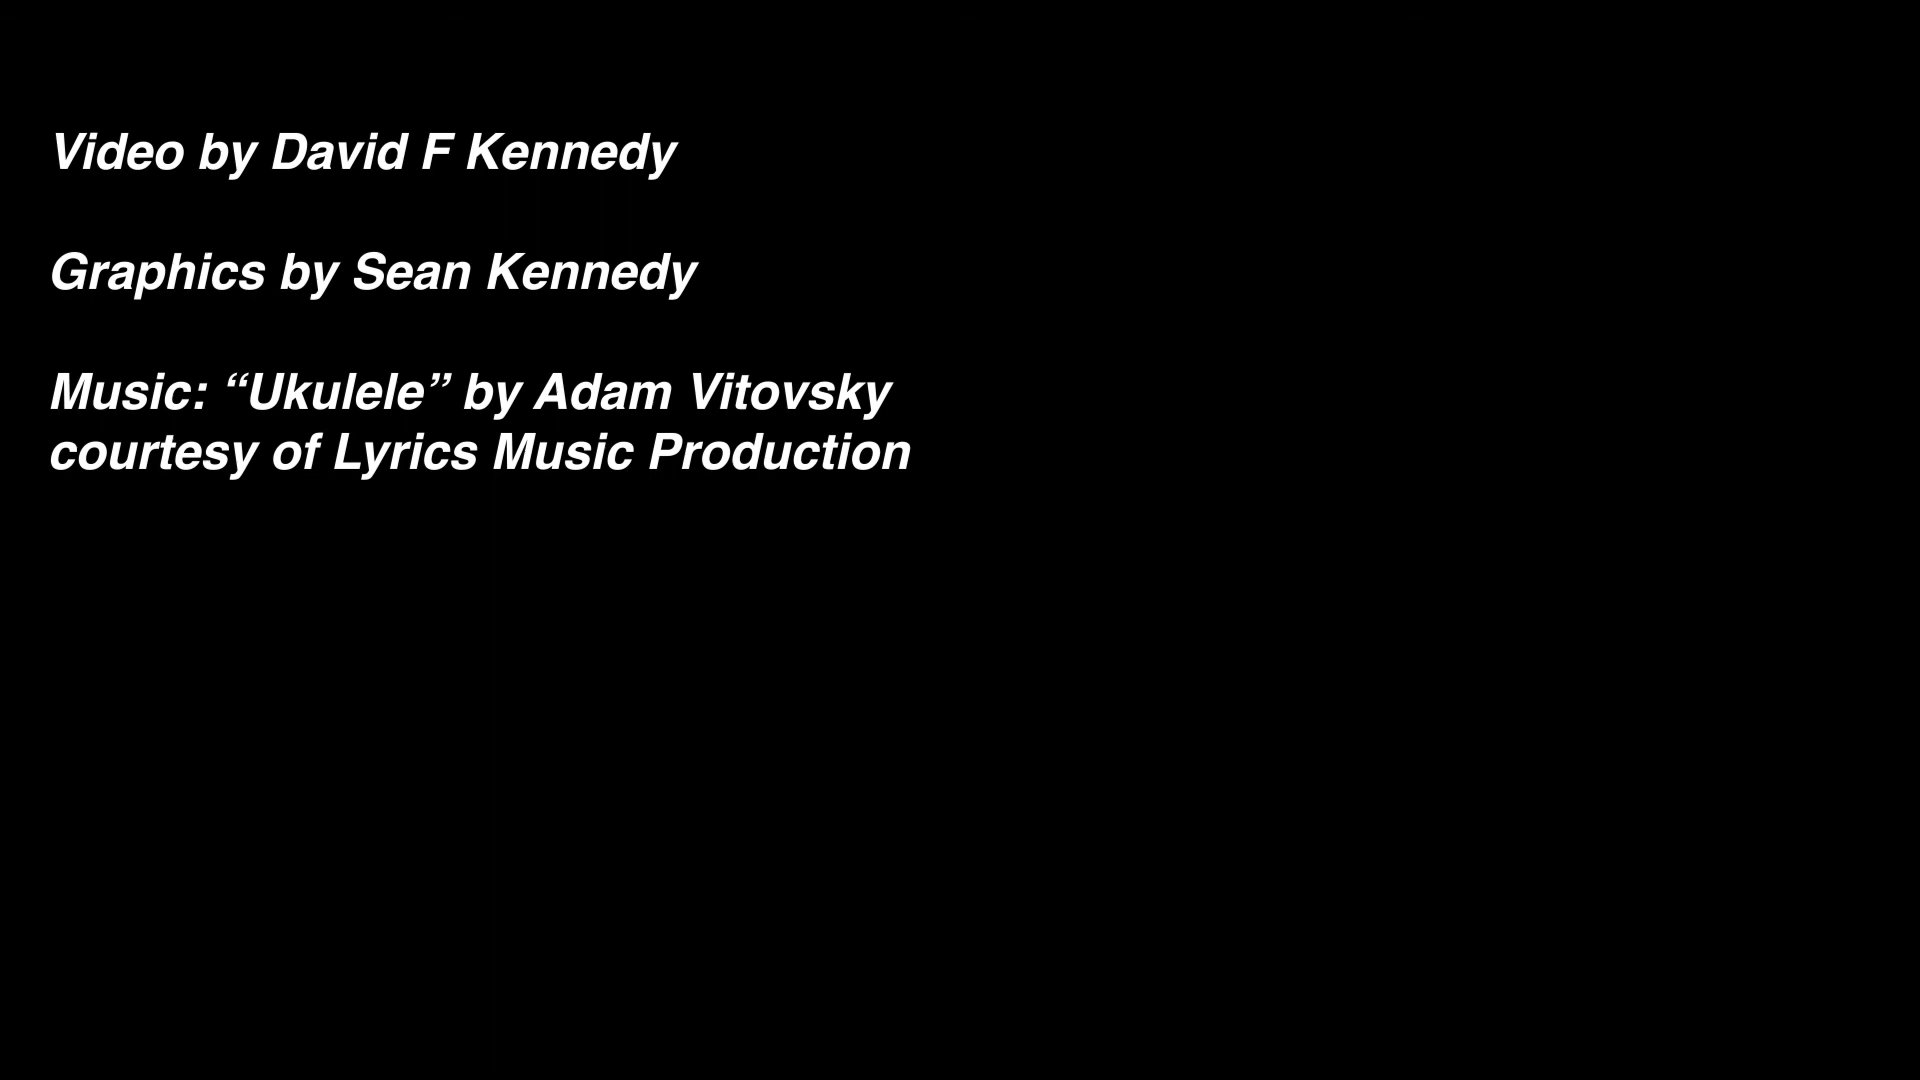 Video by David F Kennedy
Graphics by Sean Kennedy
Music: “Ukulele” by Adam Vitovsky
courtesy of Lyrics Music Production